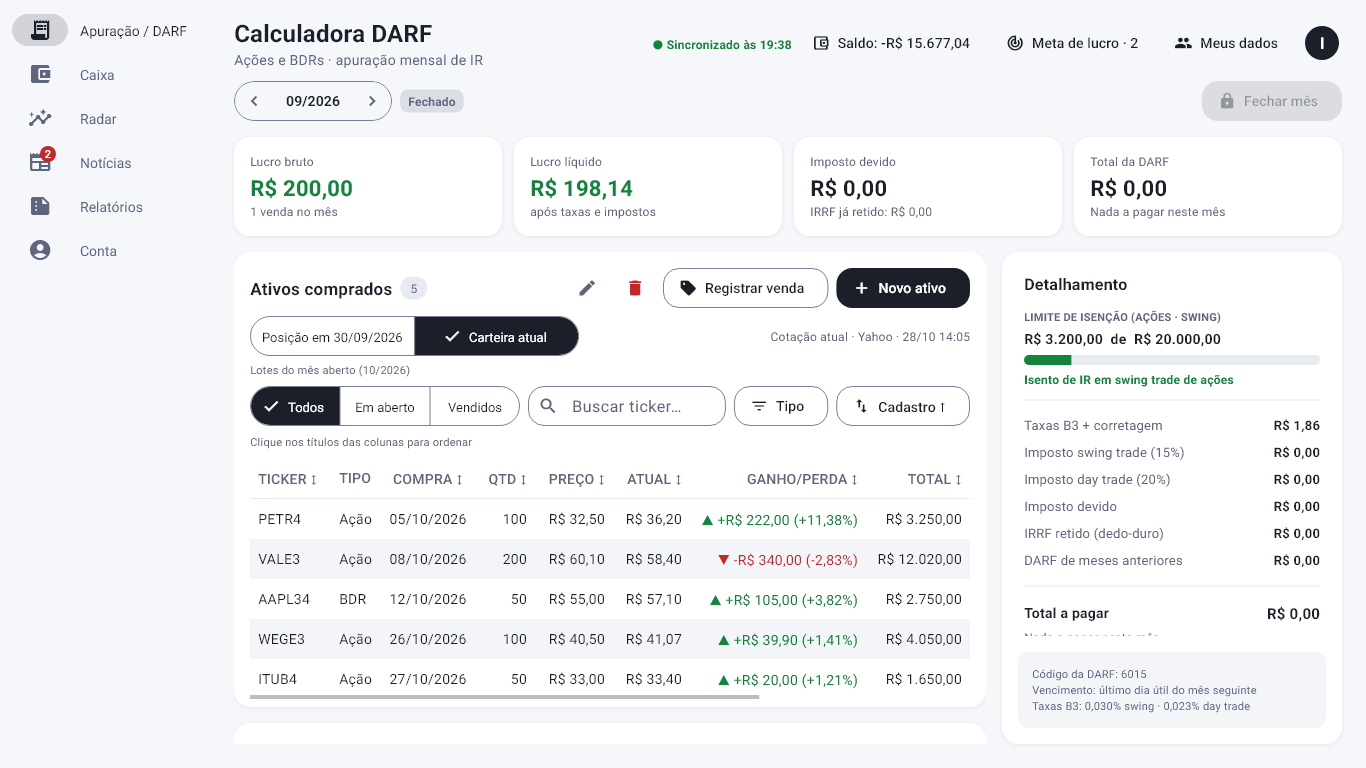 Apuração / DARF
Caixa
Radar
2
Notícias
Relatórios
Conta
Calculadora DARF
Ações e BDRs · apuração mensal de IR
Sincronizado às 19:38
Saldo: -R$ 15.677,04
Meta de lucro · 2
Meus dados
I
09/2026
Fechado
Fechar mês
Lucro bruto
R$ 200,00
1 venda no mês
Lucro líquido
R$ 198,14
após taxas e impostos
Imposto devido
R$ 0,00
IRRF já retido: R$ 0,00
Total da DARF
R$ 0,00
Nada a pagar neste mês
Ativos comprados 5
Registrar venda
Novo ativo
Posição em 30/09/2026
Carteira atual
Cotação atual · Yahoo · 28/10 14:05
Lotes do mês aberto (10/2026)
Todos
Em aberto
Vendidos
Buscar ticker...
Tipo
Cadastro ↑
Clique nos títulos das colunas para ordenar
TICKER ↕ TIPO COMPRA ↕ QTD ↕ PREÇO ↕ ATUAL ↕ GANHO/PERDA ↕ TOTAL ↕
PETR4 Ação 05/10/2026 100 R$ 32,50 R$ 36,20 ▲ +R$ 222,00 (+11,38%) R$ 3.250,00
VALE3 Ação 08/10/2026 200 R$ 60,10 R$ 58,40 ▼ -R$ 340,00 (-2,83%) R$ 12.020,00
AAPL34 BDR 12/10/2026 50 R$ 55,00 R$ 57,10 ▲ +R$ 105,00 (+3,82%) R$ 2.750,00
WEGE3 Ação 26/10/2026 100 R$ 40,50 R$ 41,07 ▲ +R$ 39,90 (+1,41%) R$ 4.050,00
ITUB4 Ação 27/10/2026 50 R$ 33,00 R$ 33,40 ▲ +R$ 20,00 (+1,21%) R$ 1.650,00
Detalhamento
LIMITE DE ISENÇÃO (AÇÕES · SWING)
R$ 3.200,00 de R$ 20.000,00
Isento de IR em swing trade de ações
Taxas B3 + corretagem R$ 1,86
Imposto swing trade (15%) R$ 0,00
Imposto day trade (20%) R$ 0,00
Imposto devido R$ 0,00
IRRF retido (dedo-duro) R$ 0,00
DARF de meses anteriores R$ 0,00
Total a pagar R$ 0,00
Código da DARF: 6015
Vencimento: último dia útil do mês seguinte
Taxas B3: 0,030% swing · 0,023% day trade